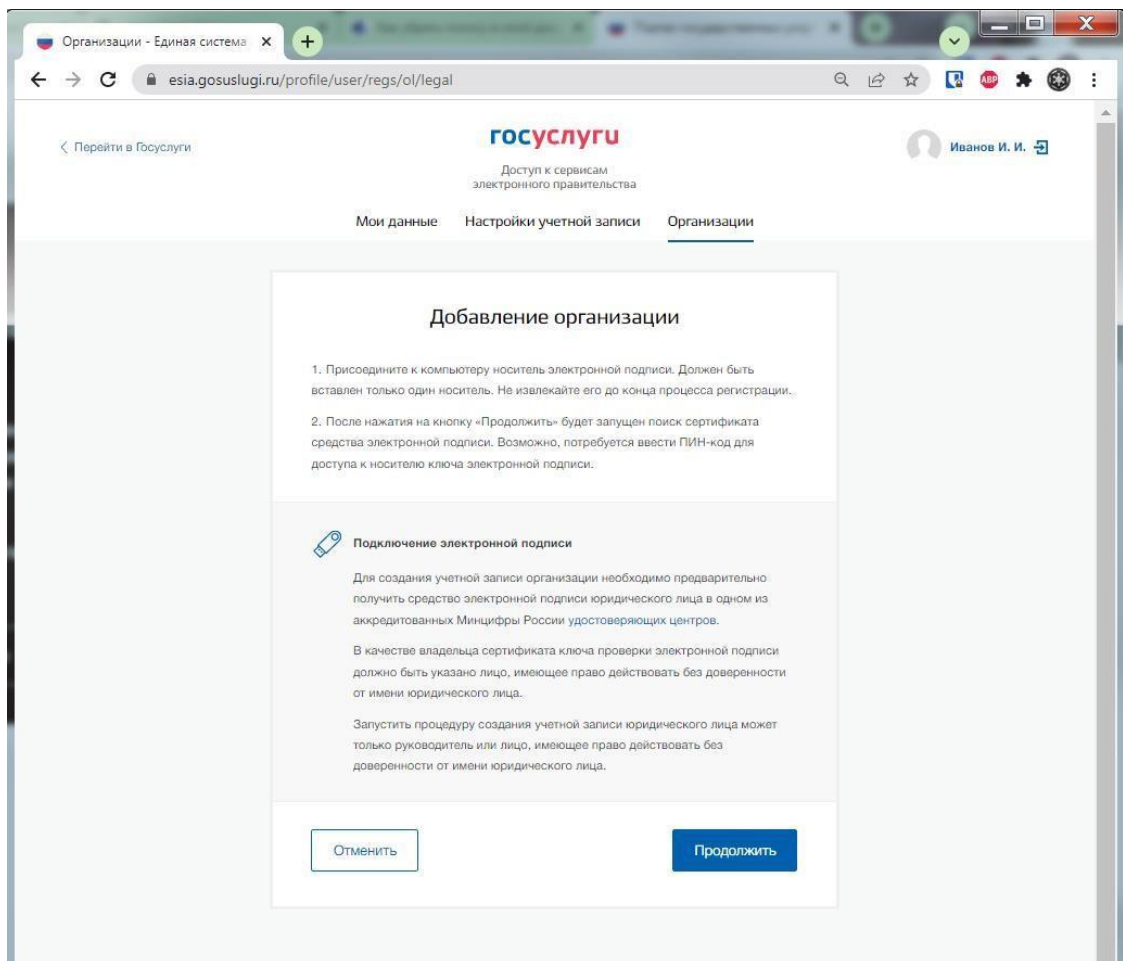 Организации - Единая система
esia.gosuslugi.ru/profile/user/regs/ol/legal
ABP
Перейти в Госуслуги
госуслуги
Иванов И. И.
Доступ к сервисам
электронного правительства
Мои данные Настройки учетной записи Организации
Добавление организации
1. Присоедините к компьютеру носитель электронной подписи. Должен быть
вставлен только один носитель. Не извлекайте его до конца процесса регистрации.
2. После нажатия на кнопку «Продолжить» будет запущен поиск сертификата
средства электронной подписи. Возможно, потребуется ввести ПИН-код для
доступа к носителю ключа электронной подписи.
Подключение электронной подписи
Для создания учетной записи организации необходимо предварительно
получить средство электронной подписи юридического лица в одном из
аккредитованных Минцифры России удостоверяющих центров.
В качестве владельца сертификата ключа проверки электронной подписи
должно быть указано лицо, имеющее право действовать без доверенности
от имени юридического лица.
Запустить процедуру создания учетной записи юридического лица может
только руководитель или лицо, имеющее право действовать без
доверенности от имени юридического лица.
Отменить
Продолжить